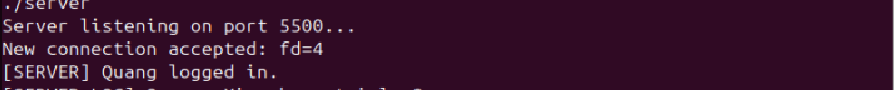 ./server
Server listening on port 5500...
New connection accepted: fd=4
[SERVER] Quang logged in.